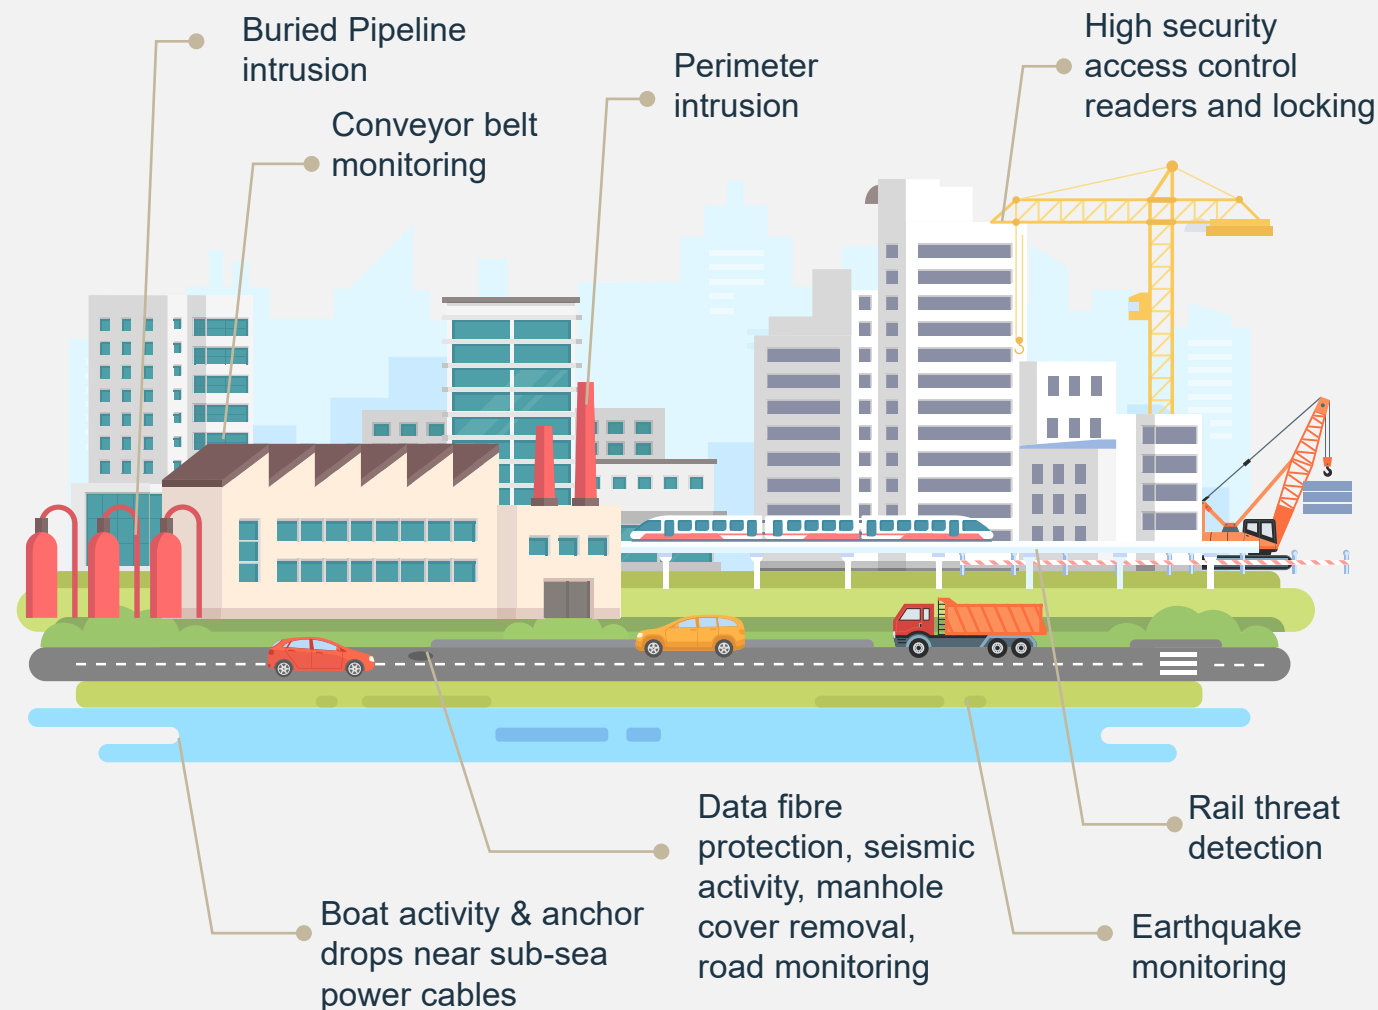 Buried Pipeline
intrusion
Conveyor belt
monitoring
Perimeter
intrusion
High security
access control
readers and locking
Boat activity & anchor
drops near sub-sea
power cables
Data fibre
protection, seismic
activity, manhole
cover removal,
road monitoring
Rail threat
detection
Earthquake
monitoring